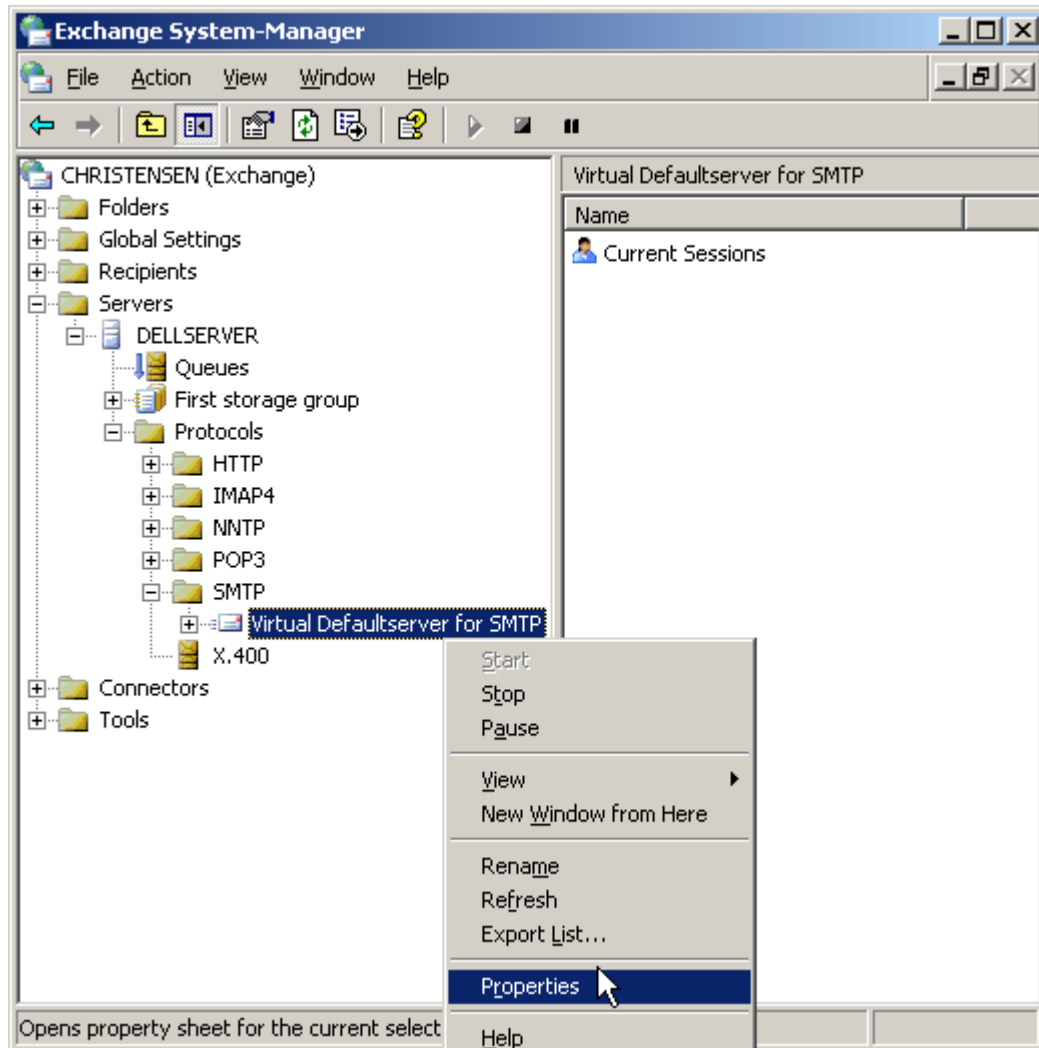 Exchange System-Manager
File Action View Window Help
CHRISTENSEN (Exchange)
Folders
Global Settings
Recipients
Servers
DELLSERVER
Queues
First storage group
Protocols
HTTP
IMAP4
NNTP
POP3
SMTP
Virtual Defaultserver for SMTP
X.400
Connectors
Tools
Virtual Defaultserver for SMTP
Name
Current Sessions
Start
Stop
Pause
View
New Window from Here
Rename
Refresh
Export List...
Properties
Help
Opens property sheet for the current select